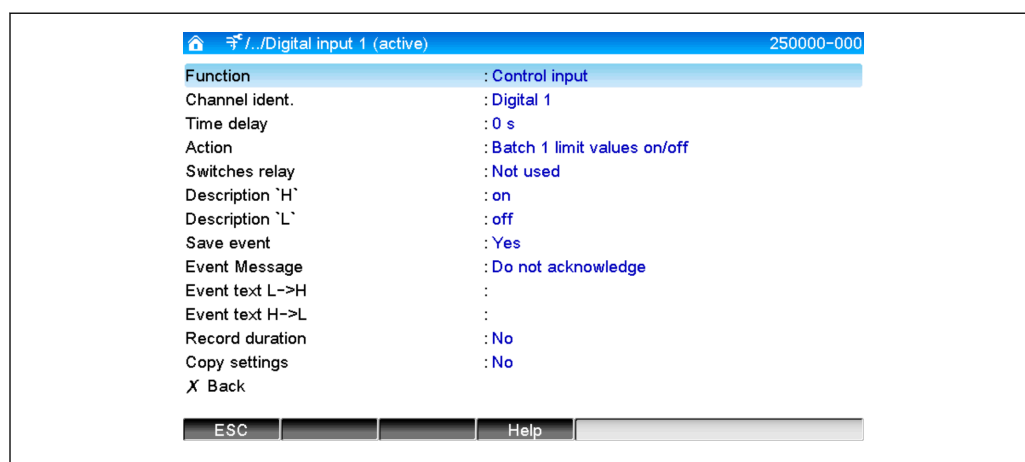 /../Digital input 1 (active) 250000-000
Function : Control input
Channel ident. : Digital 1
Time delay : 0 s
Action : Batch 1 limit values on/off
Switches relay : Not used
Description `H` : on
Description `L` : off
Save event : Yes
Event Message : Do not acknowledge
Event text L->H :
Event text H->L :
Record duration : No
Copy settings : No
X Back
ESC Help